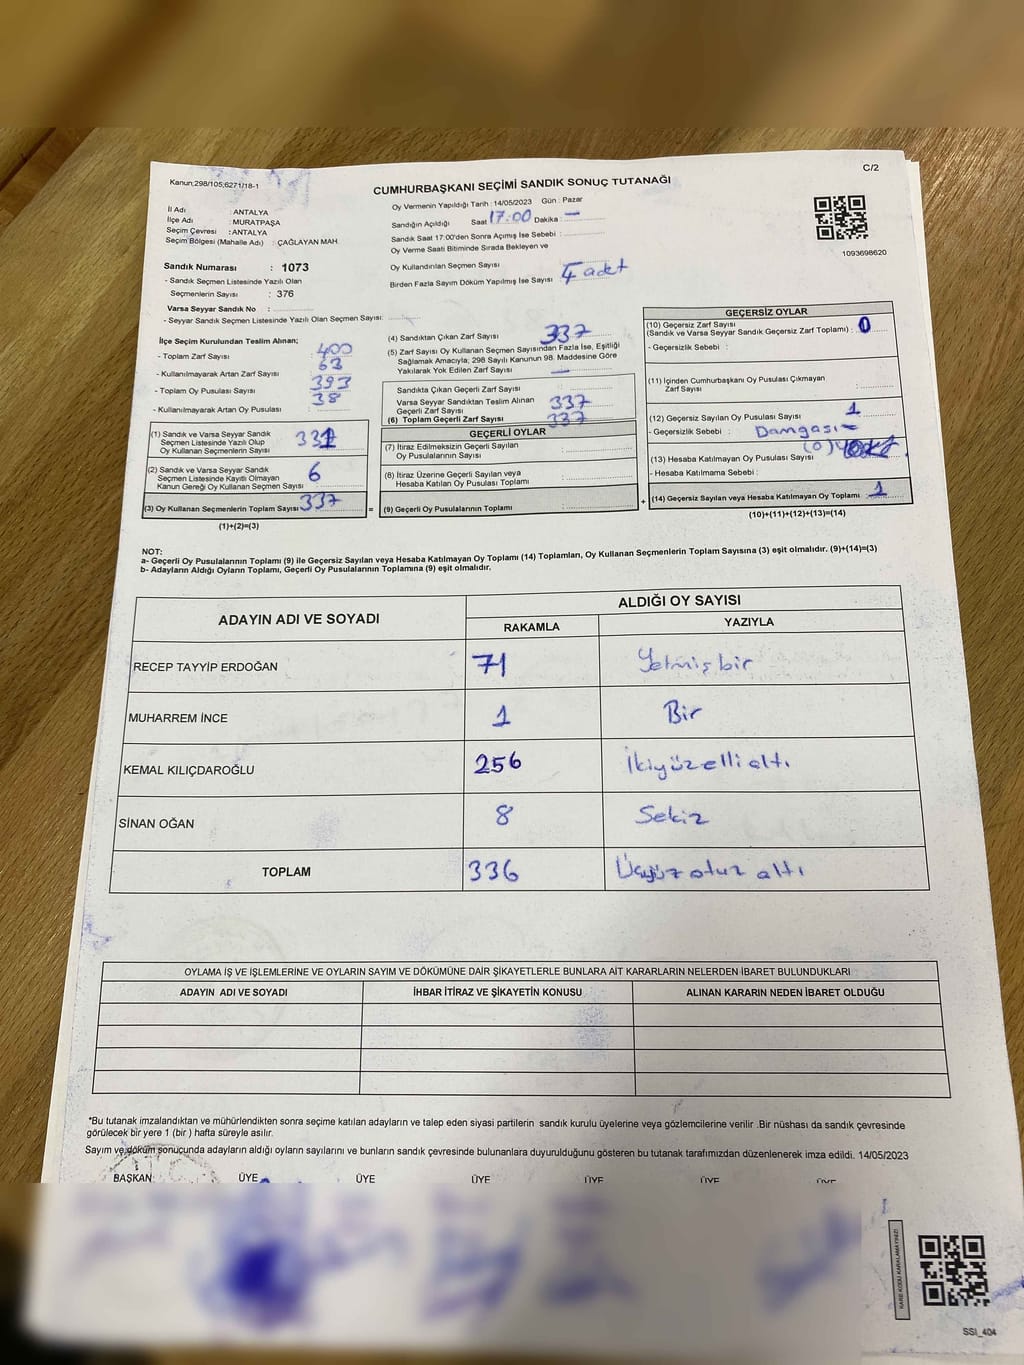 Kanun;298/105;6271/18-1
C/2
CUMHURBAŞKANI SEÇİMİ SANDIK SONUÇ TUTANAĞI
İl Adı : ANTALYA
İlçe Adı : MURATPAŞA
Seçim Çevresi : ANTALYA
Seçim Bölgesi (Mahalle Adı) : ÇAĞLAYAN MAH.
Sandık Numarası : 1073
- Sandık Seçmen Listesinde Yazılı Olan
Seçmenlerin Sayısı : 376
Varsa Seyyar Sandık No :
- Seyyar Sandık Seçmen Listesinde Yazılı Olan Seçmen Sayısı:
Oy Vermenin Yapıldığı Tarih : 14/05/2023 Gün : Pazar
Sandığın Açıldığı Saat 17:00 Dakika : —
Sandık Saat 17:00'den Sonra Açımış Ise Sebebi :
Oy Verme Saati Bitiminde Sırada Bekleyen ve
Oy Kullandırılan Seçmen Sayısı
Birden Fazla Sayım Döküm Yapılmış Ise Sayısı 4 adet
1093698620
İlçe Seçim Kurulundan Teslim Alınan;
- Toplam Zarf Sayısı : 400
- Kullanılmayarak Artan Zarf Sayısı : 63
- Toplam Oy Pusulası Sayısı : 393
- Kullanılmayarak Artan Oy Pusulası : 38
(1) Sandık ve Varsa Seyyar Sandık
Seçmen Listesinde Yazılı Olup
Oy Kullanan Seçmenlerin Sayısı 331
(2) Sandık ve Varsa Seyyar Sandık
Seçmen Listesinde Kayıtlı Olmayan
Kanun Gereği Oy Kullanan Seçmen Sayısı 6
(3) Oy Kullanan Seçmenlerin Toplam Sayısı 337
(1)+(2)=(3)
(4) Sandıktan Çıkan Zarf Sayısı 337
(5) Zarf Sayısı Oy Kullanan Seçmen Sayısından Fazla Ise, Eşitliği
Sağlamak Amacıyla, 298 Sayılı Kanunun 98. Maddesine Göre
Yakılarak Yok Edilen Zarf Sayısı : —
Sandıkta Çıkan Geçerli Zarf Sayısı :
Varsa Seyyar Sandıktan Teslim Alınan
Geçerli Zarf Sayısı 337
(6) Toplam Geçerli Zarf Sayısı 337
GEÇERLİ OYLAR
(7) İtiraz Edilmeksizin Geçerli Sayılan
Oy Pusulalarının Sayısı :
(8) İtiraz Üzerine Geçerli Sayılan veya
Hesaba Katılan Oy Pusulası Toplamı :
= (9) Geçerli Oy Pusulalarının Toplamı : +
GEÇERSİZ OYLAR
(10) Geçersiz Zarf Sayısı
(Sandık ve Varsa Seyyar Sandık Geçersiz Zarf Toplamı) : 0
- Geçersizlik Sebebi :
(11) İçinden Cumhurbaşkanı Oy Pusulası Çıkmayan
Zarf Sayısı :
(12) Geçersiz Sayılan Oy Pusulası Sayısı 1
- Geçersizlik Sebebi : Damgası
(13) Hesaba Katılmayan Oy Pusulası Sayısı (0)
- Hesaba Katılmama Sebebi :
(14) Geçersiz Sayılan veya Hesaba Katılmayan Oy Toplamı : 1
(10)+(11)+(12)+(13)=(14)
NOT:
a- Geçerli Oy Pusulalarının Toplamı (9) ile Geçersiz Sayılan veya Hesaba Katılmayan Oy Toplamı (14) Toplamları, Oy Kullanan Seçmenlerin Toplam Sayısına (3) eşit olmalıdır. (9)+(14)=(3)
b- Adayların Aldığı Oyların Toplamı, Geçerli Oy Pusulalarının Toplamına (9) eşit olmalıdır.
ADAYIN ADI VE SOYADI ALDIĞI OY SAYISI
RAKAMLA YAZIYLA
RECEP TAYYİP ERDOĞAN 71 Yetmişbir
MUHARREM İNCE 1 Bir
KEMAL KILIÇDAROĞLU 256 İkiyüzelli altı
SİNAN OĞAN 8 Sekiz
TOPLAM 336 Üçyüz otuz altı
OYLAMA İŞ VE İŞLEMLERİNE VE OYLARIN SAYIM VE DÖKÜMÜNE DAİR ŞİKAYETLERLE BUNLARA AİT KARARLARIN NELERDEN İBARET BULUNDUKLARI
ADAYIN ADI VE SOYADI İHBAR İTİRAZ VE ŞİKAYETİN KONUSU ALINAN KARARIN NEDEN İBARET OLDUĞU
*Bu tutanak imzalandıktan ve mühürlendikten sonra seçime katılan adayların ve talep eden siyasi partilerin sandık kurulu üyelerine veya gözlemcilerine verilir .Bir nüshası da sandık çevresinde
görülecek bir yere 1 (bir ) hafta süreyle asılır.
Sayım ve döküm sonuçunda adayların aldığı oyların sayılarını ve bunların sandık çevresinde bulunanlara duyurulduğunu gösteren bu tutanak tarafımızdan düzenlenerek imza edildi. 14/05/2023
BAŞKAN ÜYE ÜYE ÜYE ÜYE ÜYE ÜYE
KARE KODU KARALAMAYINIZ!
SSI_404